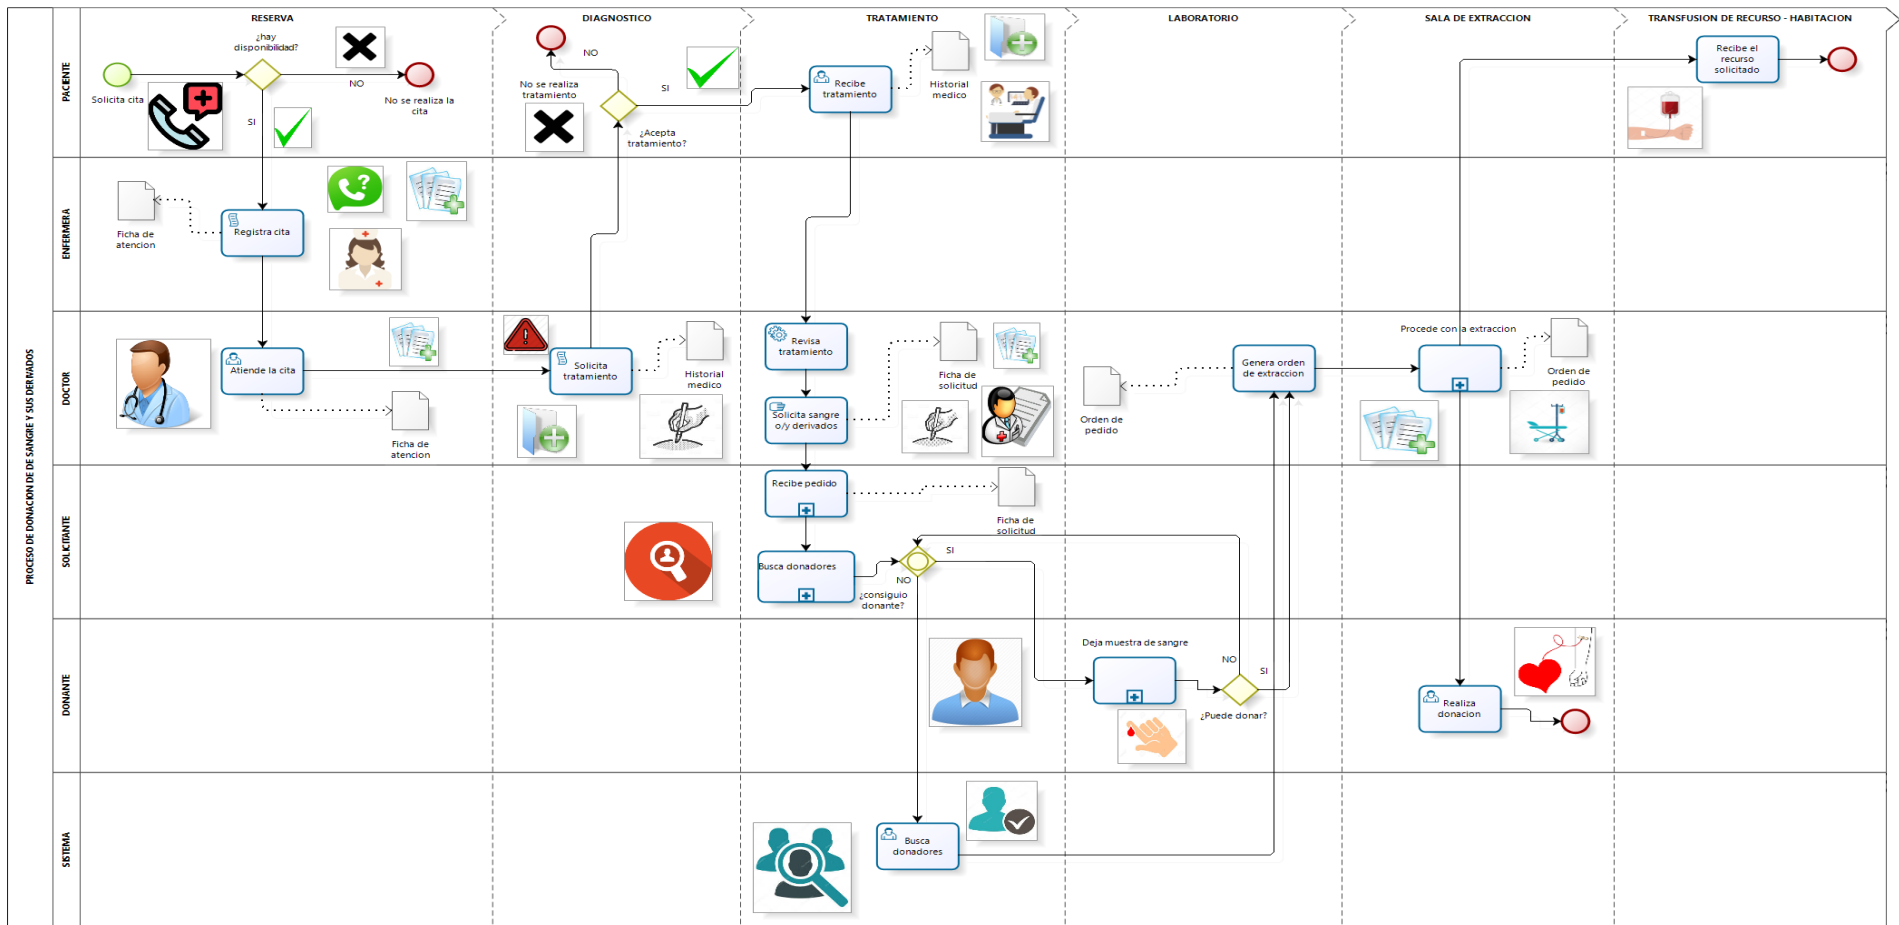 PROCESO DE DONACION DE DE SANGRE Y SUS DERIVADOS
RESERVA
DIAGNOSTICO
TRATAMIENTO
LABORATORIO
SALA DE EXTRACCION
TRANSFUSION DE RECURSO - HABITACION
PACIENTE
¿hay
disponibilidad?
Solicita cita
NO
No se realiza la
cita
SI
NO
No se realiza
tratamiento
SI
¿Acepta
tratamiento?
Recibe
tratamiento
Historial
medico
Recibe el
recurso
solicitado
ENFERMERA
Ficha de
atencion
Registra cita
?
DOCTOR
Atiende la cita
Ficha de
atencion
Solicita
tratamiento
Historial
medico
Revisa
tratamiento
Ficha de
solicitud
Solicita sangre
o/y derivados
Orden de
pedido
Genera orden
de extraccion
Procede con la extraccion
Orden de
pedido
SOLICITANTE
Recibe pedido
Ficha de
solicitud
Busca donadores
SI
NO
¿consiguio
donante?
DONANTE
Deja muestra de sangre
NO
SI
¿Puede donar?
Realiza
donacion
SISTEMA
Busca
donadores